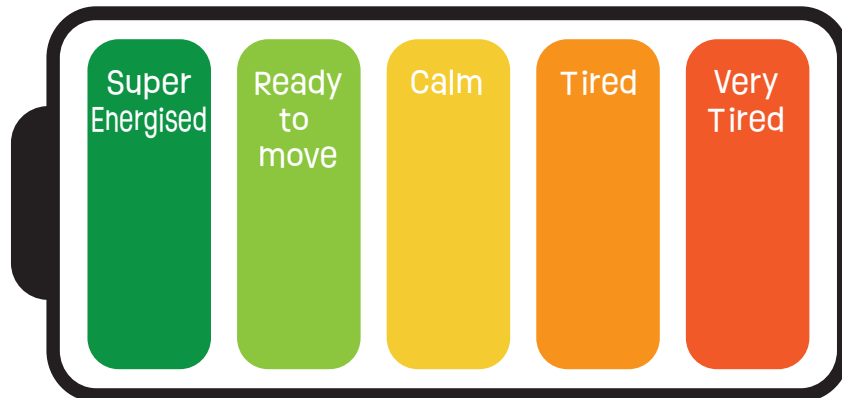 Super
Energised
Ready
to
move
Calm
Tired
Very
Tired